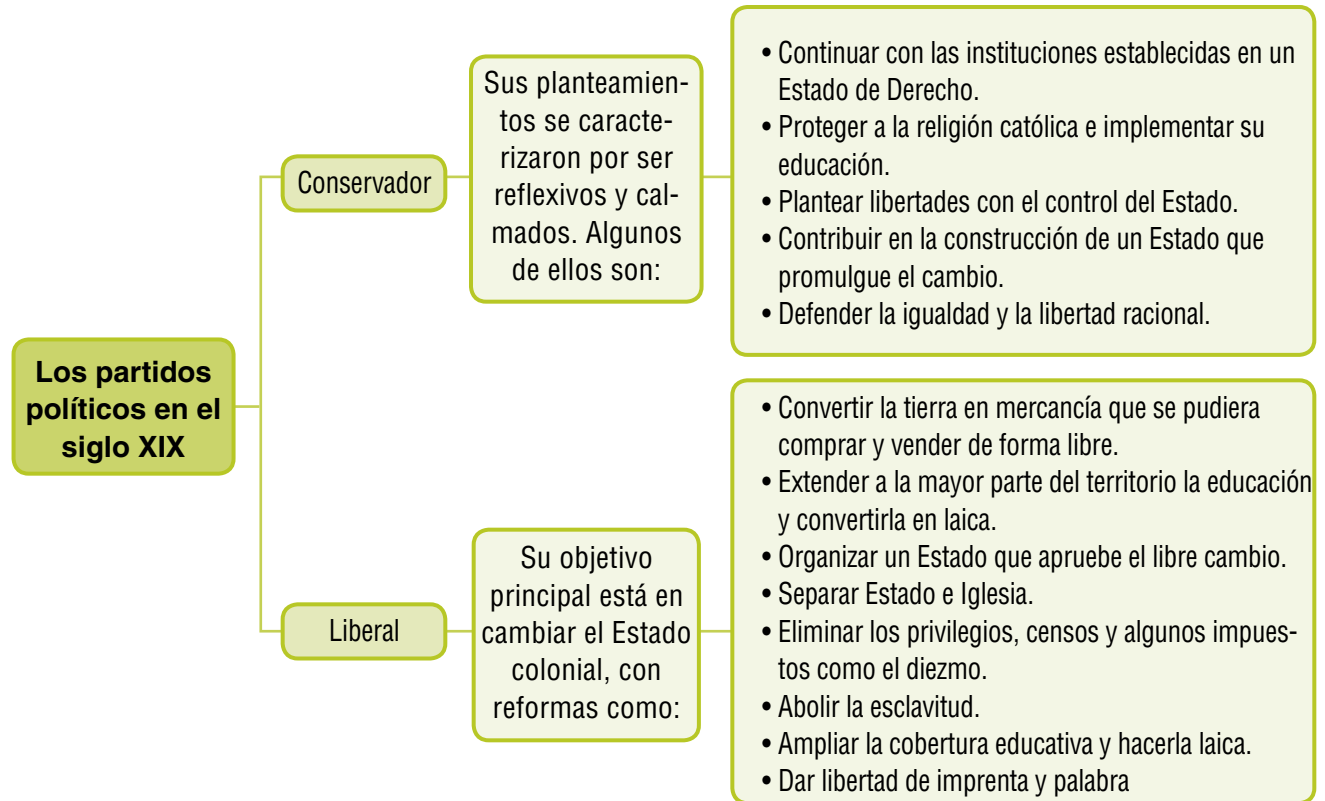 Los partidos
políticos en el
siglo XIX
Conservador
Sus planteamien-
tos se caracte-
rizaron por ser
reflexivos y cal-
mados. Algunos
de ellos son:
• Continuar con las instituciones establecidas en un
Estado de Derecho.
• Proteger a la religión católica e implementar su
educación.
• Plantear libertades con el control del Estado.
• Contribuir en la construcción de un Estado que
promulgue el cambio.
• Defender la igualdad y la libertad racional.
Liberal
Su objetivo
principal está en
cambiar el Estado
colonial, con
reformas como:
• Convertir la tierra en mercancía que se pudiera
comprar y vender de forma libre.
• Extender a la mayor parte del territorio la educación
y convertirla en laica.
• Organizar un Estado que apruebe el libre cambio.
• Separar Estado e Iglesia.
• Eliminar los privilegios, censos y algunos impues-
tos como el diezmo.
• Abolir la esclavitud.
• Ampliar la cobertura educativa y hacerla laica.
• Dar libertad de imprenta y palabra